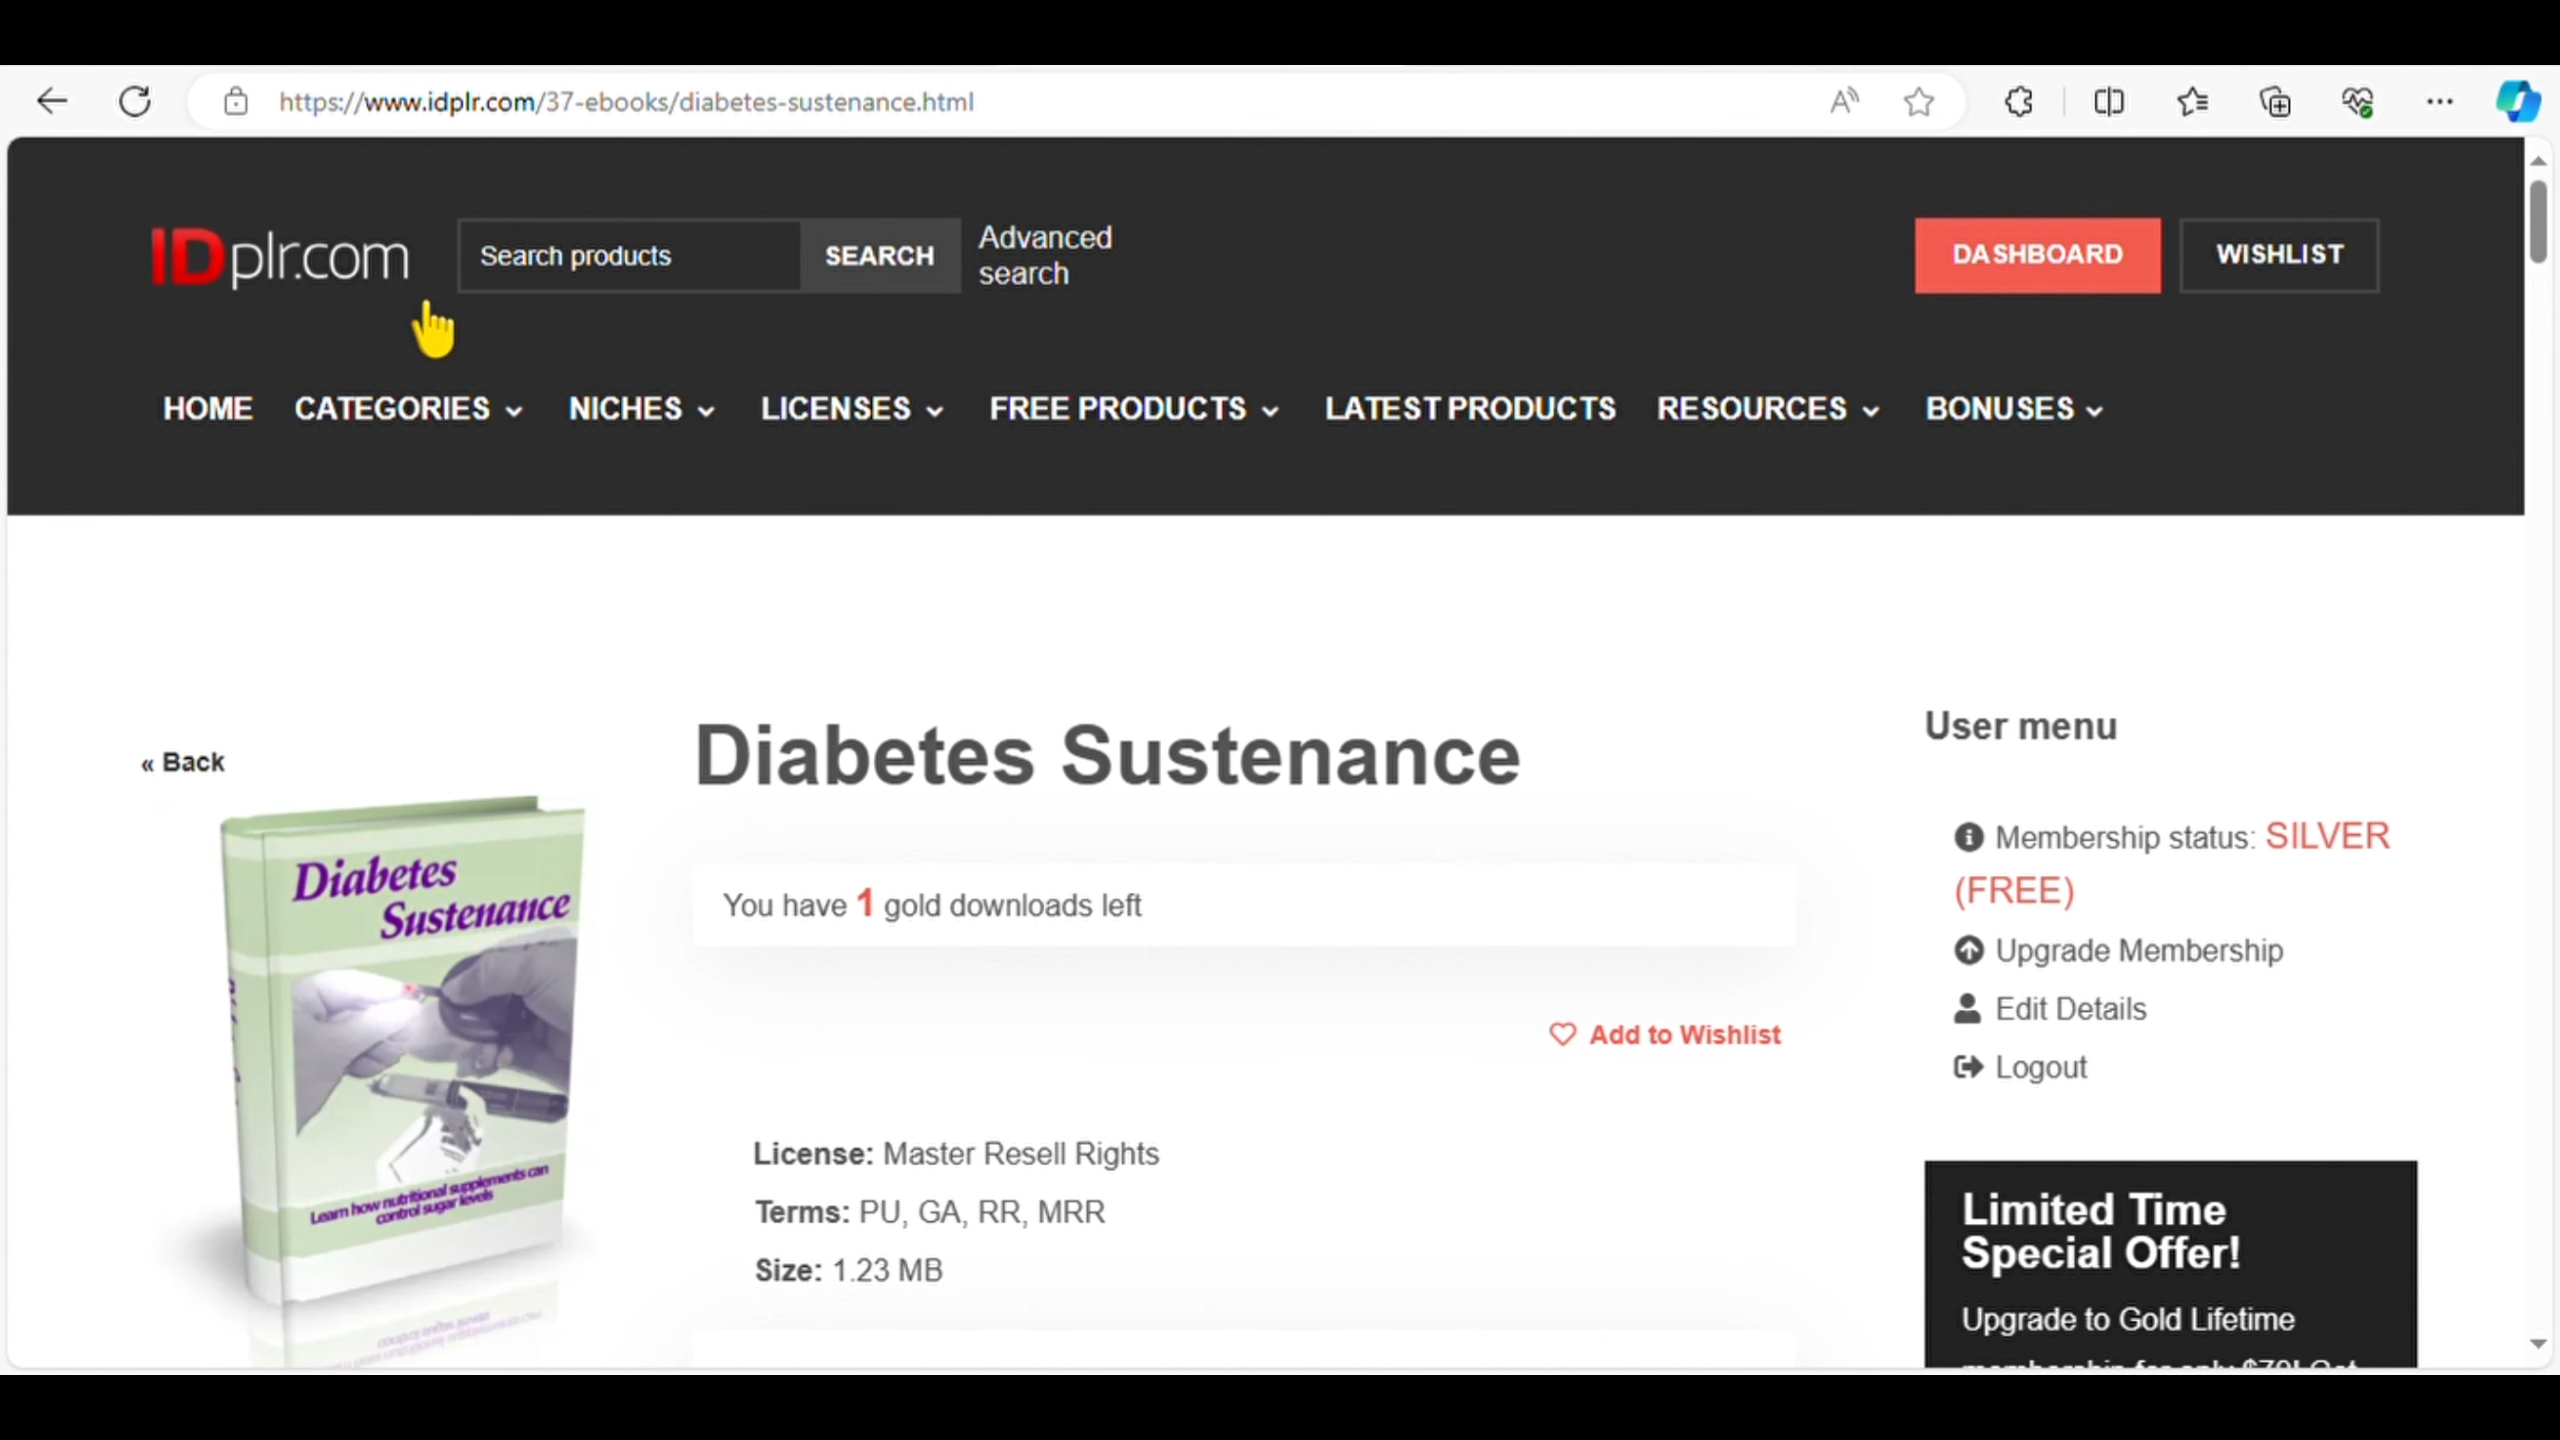 https://www.idplr.com/37-ebooks/diabetes-sustenance.html
IDplr.com
Search products
SEARCH
Advanced
search
DASHBOARD
WISHLIST
HOME CATEGORIES NICHES LICENSES FREE PRODUCTS LATEST PRODUCTS RESOURCES BONUSES
« Back
Diabetes
Sustenance
Learn how nutritional supplements can
control sugar levels
Diabetes Sustenance
You have 1 gold downloads left
Add to Wishlist
License: Master Resell Rights
Terms: PU, GA, RR, MRR
Size: 1.23 MB
User menu
Membership status: SILVER
(FREE)
Upgrade Membership
Edit Details
Logout
Limited Time
Special Offer!
Upgrade to Gold Lifetime